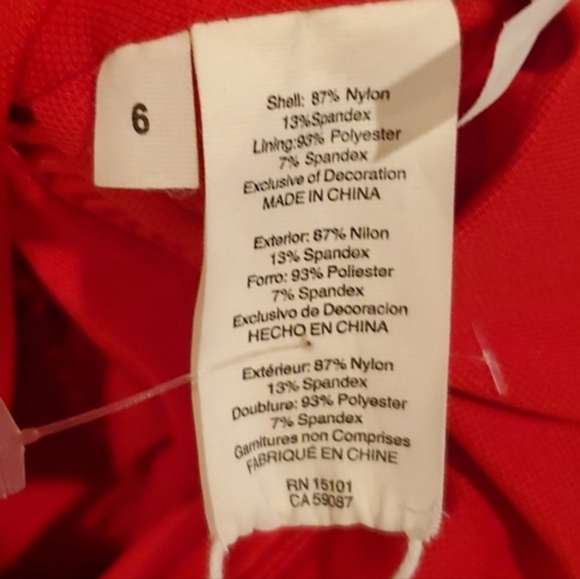 6
Shell: 87% Nylon
13%Spandex
Lining:93% Polyester
7% Spandex
Exclusive of Decoration
MADE IN CHINA
Exterior: 87% Nilon
13% Spandex
Forro: 93% Poliester
7% Spandex
Exclusivo de Decoracion
HECHO EN CHINA
Extérieur: 87% Nylon
13% Spandex
Doublure: 93% Polyester
7% Spandex
Garnitures non Comprises
FABRIQUÉ EN CHINE
RN 15101
CA 59087